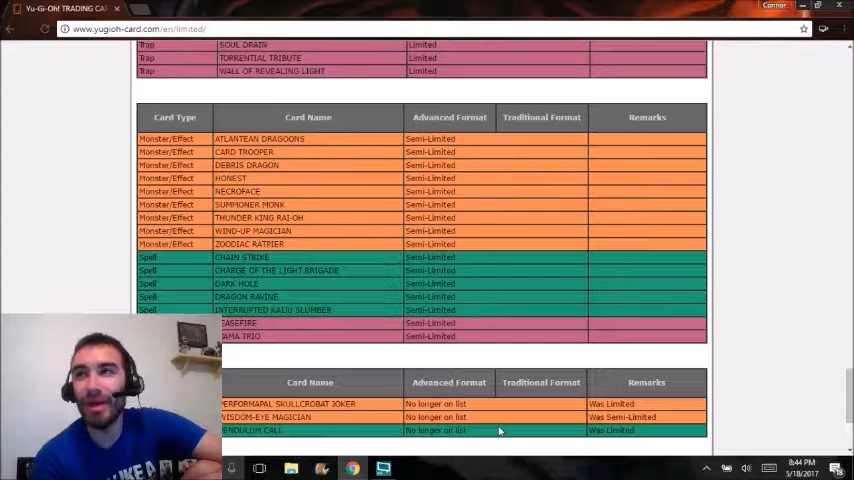 Yu-Gi-Oh! TRADING CA
Connor
www.yugioh-card.com/en/limited/
Trap SOUL DRAIN Limited
Trap TORRENTIAL TRIBUTE Limited
Trap WALL OF REVEALING LIGHT Limited
Card Type Card Name Advanced Format Traditional Format Remarks
Monster/Effect ATLANTEAN DRAGOONS Semi-Limited
Monster/Effect CARD TROOPER Semi-Limited
Monster/Effect DEBRIS DRAGON Semi-Limited
Monster/Effect HONEST Semi-Limited
Monster/Effect NECROFACE Semi-Limited
Monster/Effect SUMMONER MONK Semi-Limited
Monster/Effect THUNDER KING RAI-OH Semi-Limited
Monster/Effect WIND-UP MAGICIAN Semi-Limited
Monster/Effect ZOODIAC RATPIER Semi-Limited
Spell CHAIN STRIKE Semi-Limited
Spell CHARGE OF THE LIGHT BRIGADE Semi-Limited
Spell DARK HOLE Semi-Limited
Spell DRAGON RAVINE Semi-Limited
Spell INTERRUPTED KAIJU SLUMBER Semi-Limited
EASEFIRE Semi-Limited
AMA TRIO Semi-Limited
Card Name Advanced Format Traditional Format Remarks
PERFORMAPAL SKULLCROBAT JOKER No longer on list Was Limited
WISDOM-EYE MAGICIAN No longer on list Was Semi-Limited
PENDULUM CALL No longer on list Was Limited
8:44 PM
5/18/2017
18